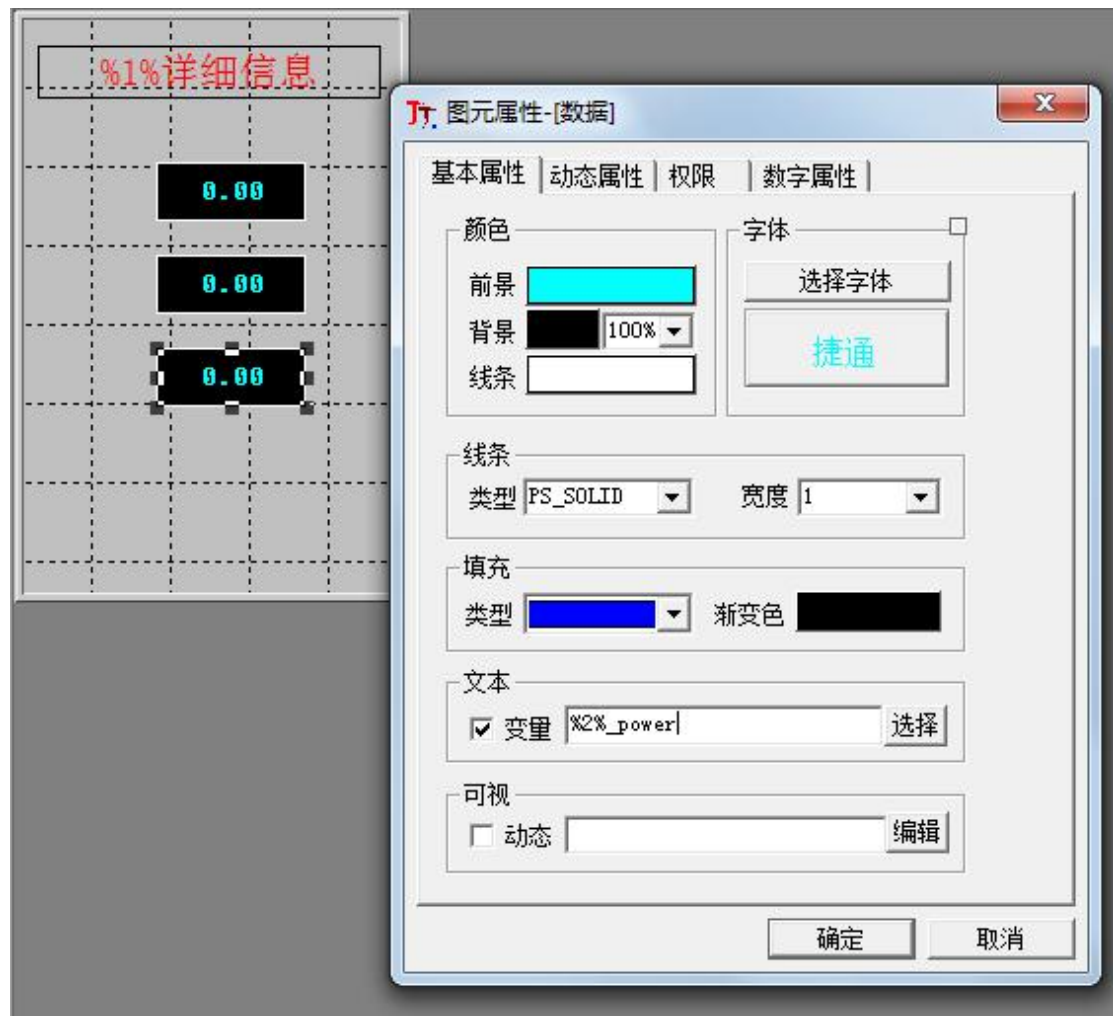 %1%详细信息
0.00
0.00
0.00
图元属性-[数据]
基本属性 动态属性 权限 数字属性
颜色
前景
背景 100%
线条
字体
选择字体
捷通
线条
类型 PS_SOLID 宽度 1
填充
类型 渐变色
文本
变量 %2%_power 选择
可视
动态 编辑
确定 取消